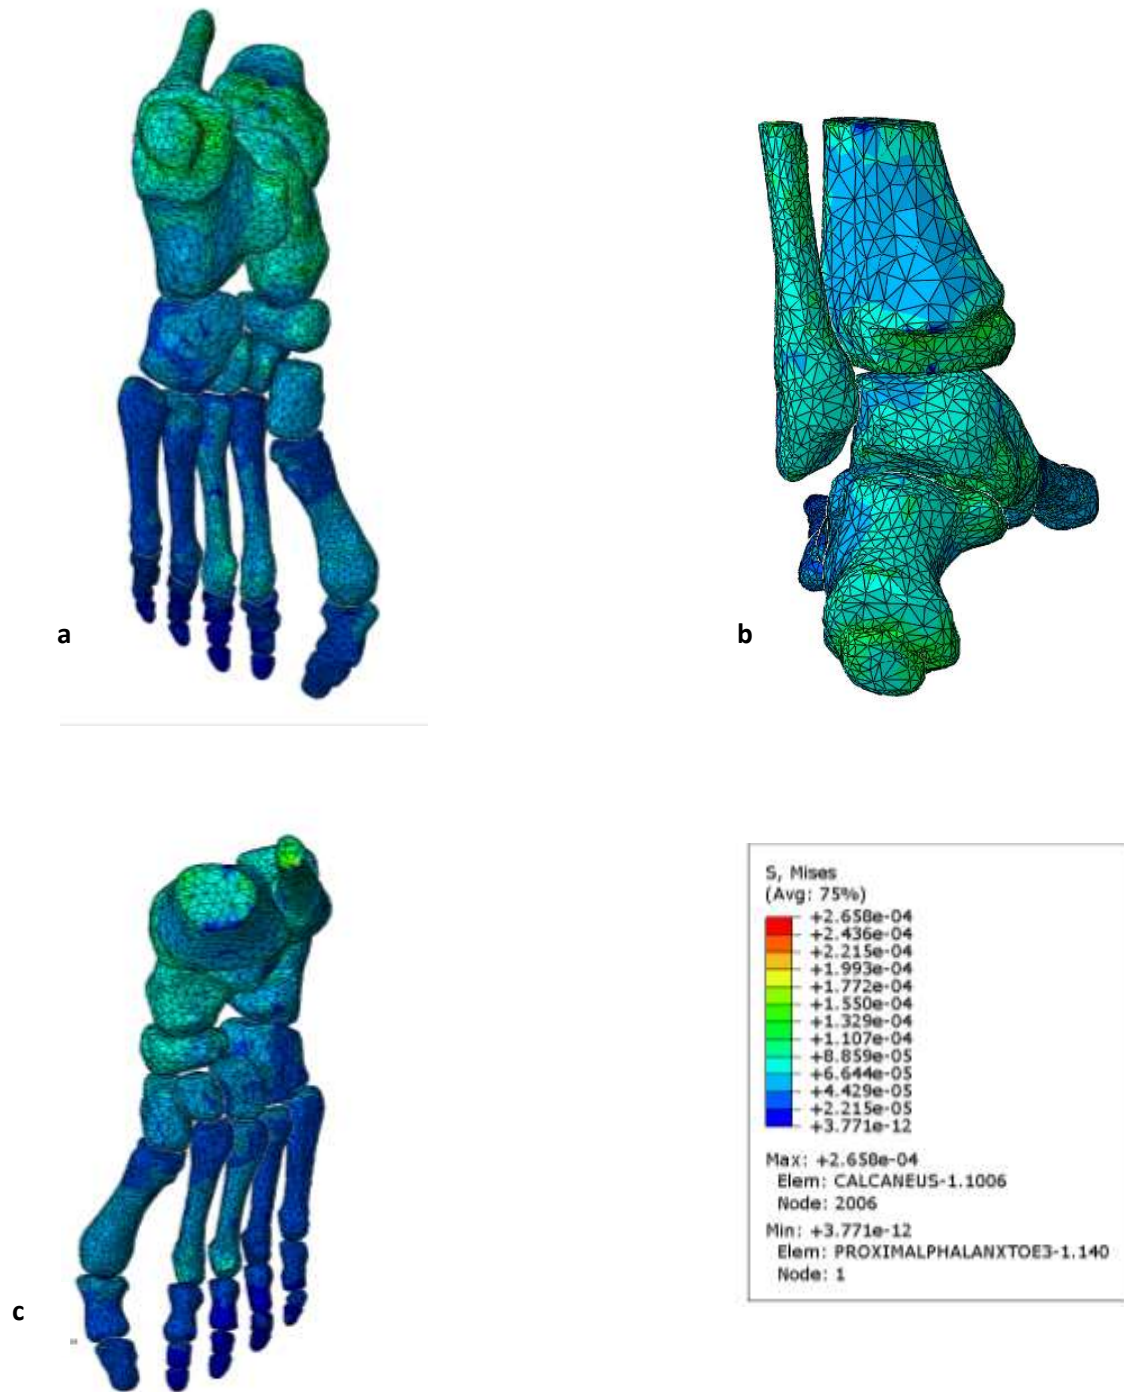 a
b
c
S, Mises
(Avg: 75%)
+2.658e-04
+2.436e-04
+2.215e-04
+1.993e-04
+1.772e-04
+1.550e-04
+1.329e-04
+1.107e-04
+8.859e-05
+6.644e-05
+4.429e-05
+2.215e-05
+3.771e-12
Max: +2.658e-04
Elem: CALCANEUS-1.1006
Node: 2006
Min: +3.771e-12
Elem: PROXIMALPHALANXTOE3-1.140
Node: 1